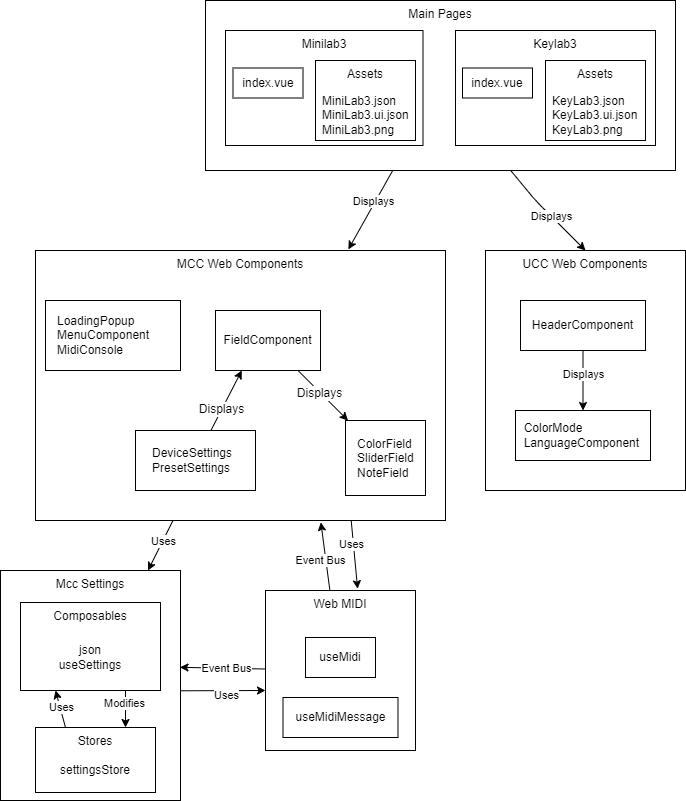 Main Pages
Minilab3
index.vue
Assets
MiniLab3.json
MiniLab3.ui.json
MiniLab3.png
Keylab3
index.vue
Assets
KeyLab3.json
KeyLab3.ui.json
KeyLab3.png
Displays
Displays
MCC Web Components
LoadingPopup
MenuComponent
MidiConsole
FieldComponent
Displays
Displays
DeviceSettings
PresetSettings
ColorField
SliderField
NoteField
UCC Web Components
HeaderComponent
Displays
ColorMode
LanguageComponent
Uses
Event Bus
Uses
Mcc Settings
Composables
json
useSettings
Uses
Modifies
Stores
settingsStore
Event Bus
Uses
Web MIDI
useMidi
useMidiMessage